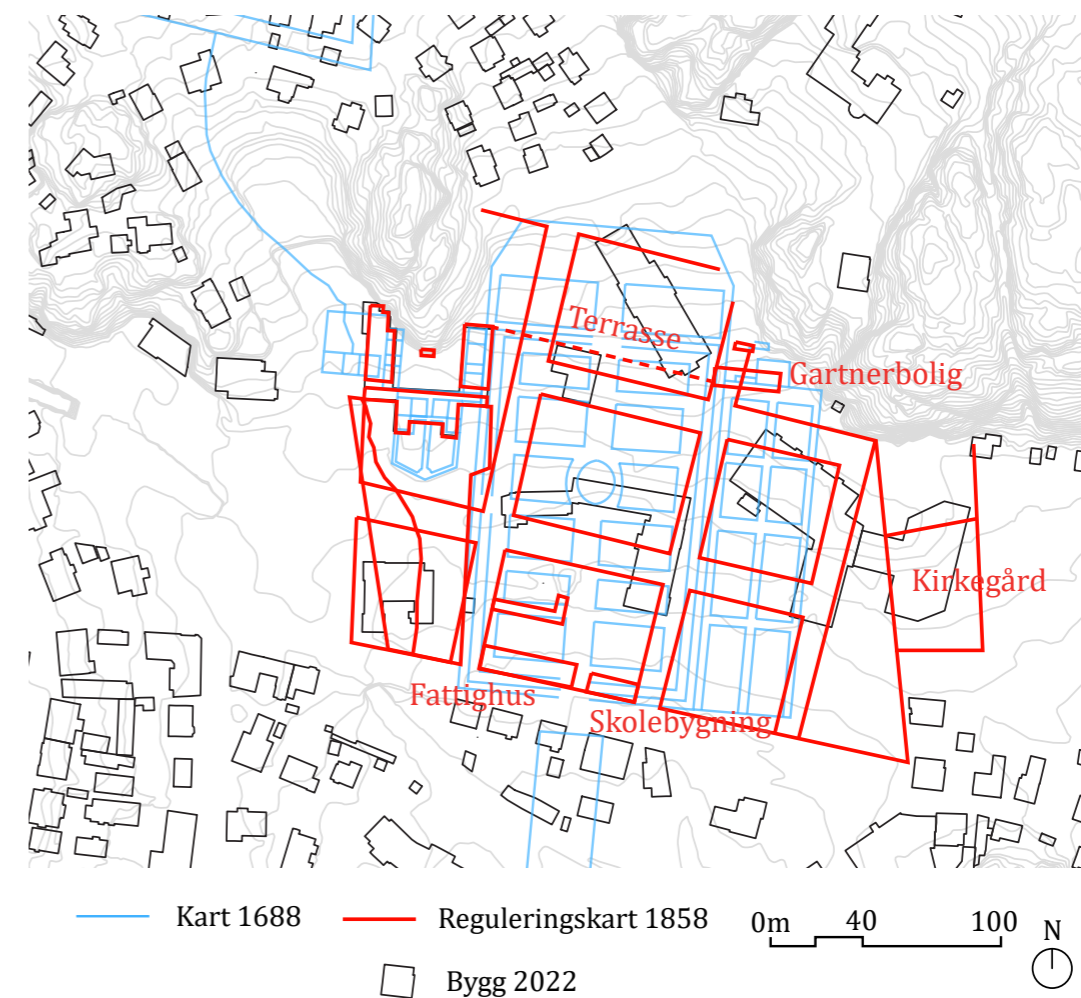 Terrasse
Gartnerbolig
Kirkegård
Fattighus
Skolebygning
Kart 1688
Reguleringskart 1858
0m 40 100
N
Bygg 2022